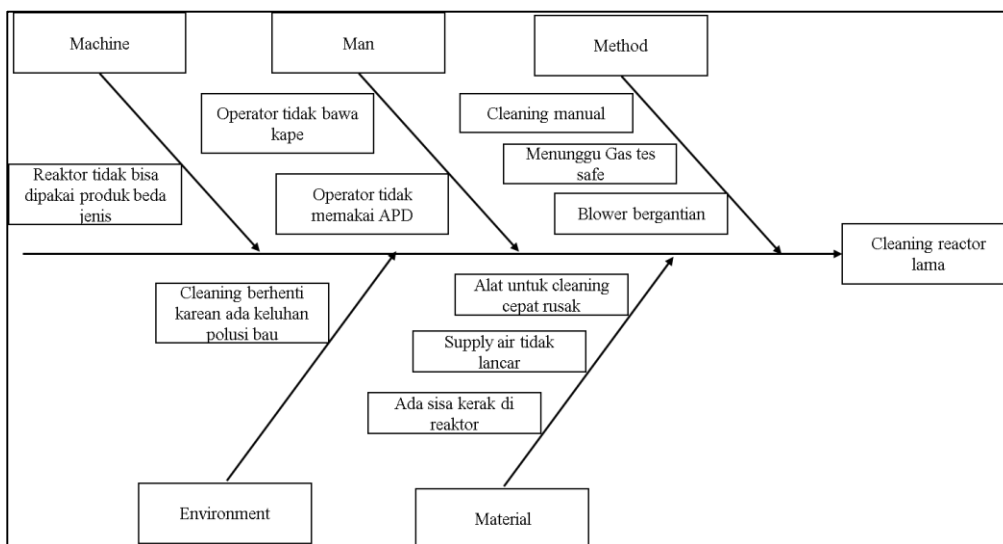 Machine
Man
Method
Operator tidak bawa
kape
Cleaning manual
Reaktor tidak bisa
dipakai produk beda
jenis
Operator tidak
memakai APD
Menunggu Gas tes
safe
Blower bergantian
Cleaning reactor
lama
Cleaning berhenti
karean ada keluhan
polusi bau
Alat untuk cleaning
cepat rusak
Supply air tidak
lancar
Ada sisa kerak di
reaktor
Environment
Material